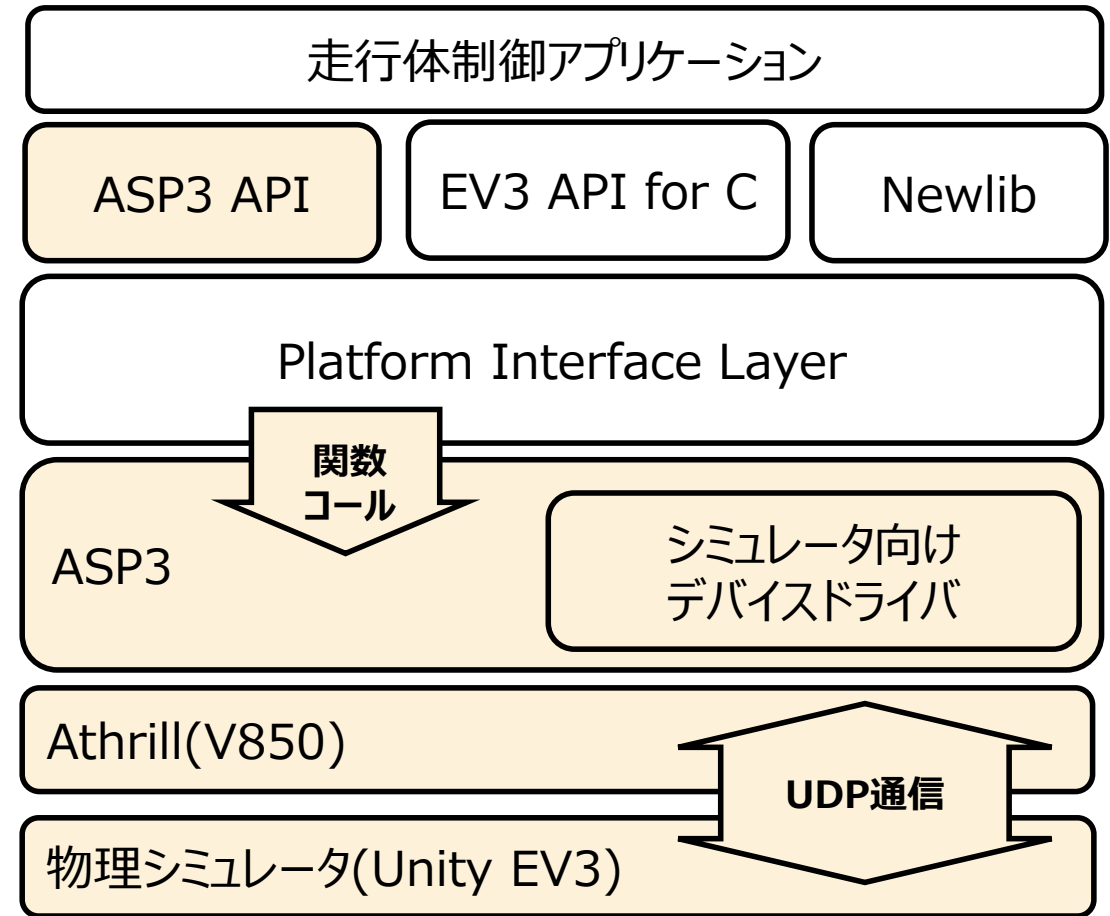 走行体制御アプリケーション
ASP3 API
EV3 API for C
Newlib
Platform Interface Layer
関数
コール
ASP3
シミュレータ向け
デバイスドライバ
Athrill(V850)
UDP通信
物理シミュレータ(Unity EV3)